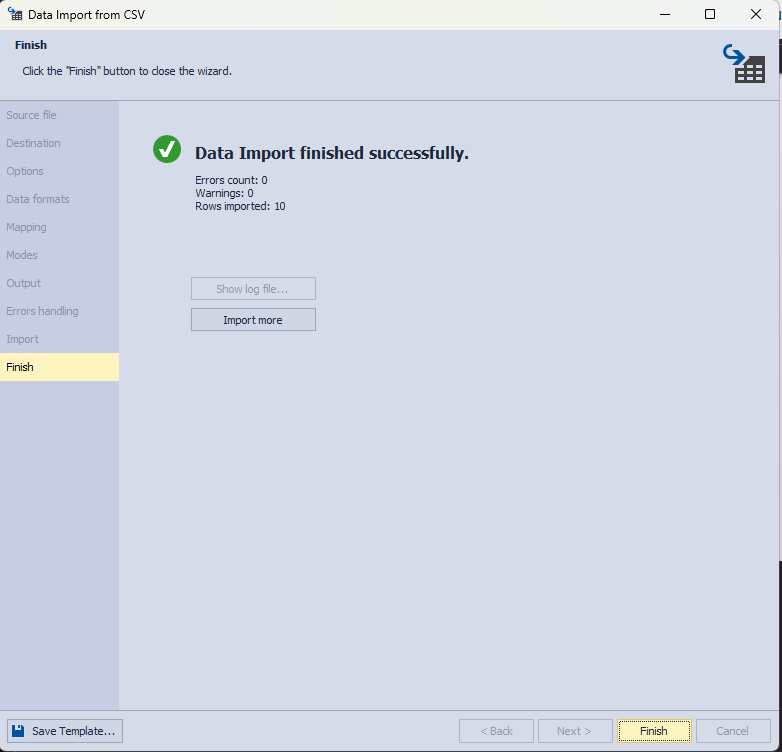 Data Import from CSV
Finish
Click the "Finish" button to close the wizard.
Source file
Destination
Options
Data formats
Mapping
Modes
Output
Errors handling
Import
Finish
Data Import finished successfully.
Errors count: 0
Warnings: 0
Rows imported: 10
Show log file...
Import more
Save Template...
< Back
Next >
Finish
Cancel